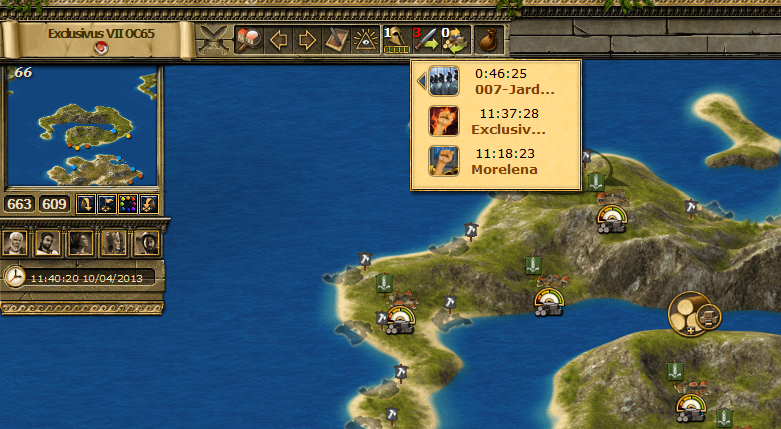 Exclusivus VII OC65
1
3
0
66
0:46:25
007-Jard...
11:37:28
Exclusiv...
11:18:23
Morelena
663
609
11:40:20 10/04/2013